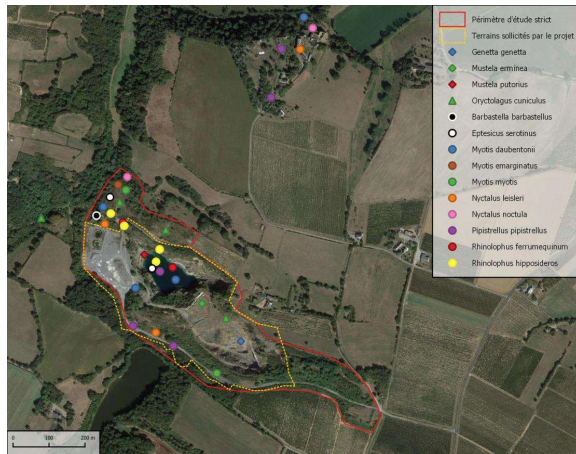 Périmètre d'étude strict
Terrains sollicités par le projet
Genetta genetta
Mustela erminea
Mustela putorius
Oryctolagus cuniculus
Barbastella barbastellus
Eptesicus serotinus
Myotis daubentonii
Myotis emarginatus
Myotis myotis
Nyctalus leisleri
Nyctalus noctula
Pipistrellus pipistrellus
Rhinolophus ferrumequinum
Rhinolophus hipposideros
0 100 200 m